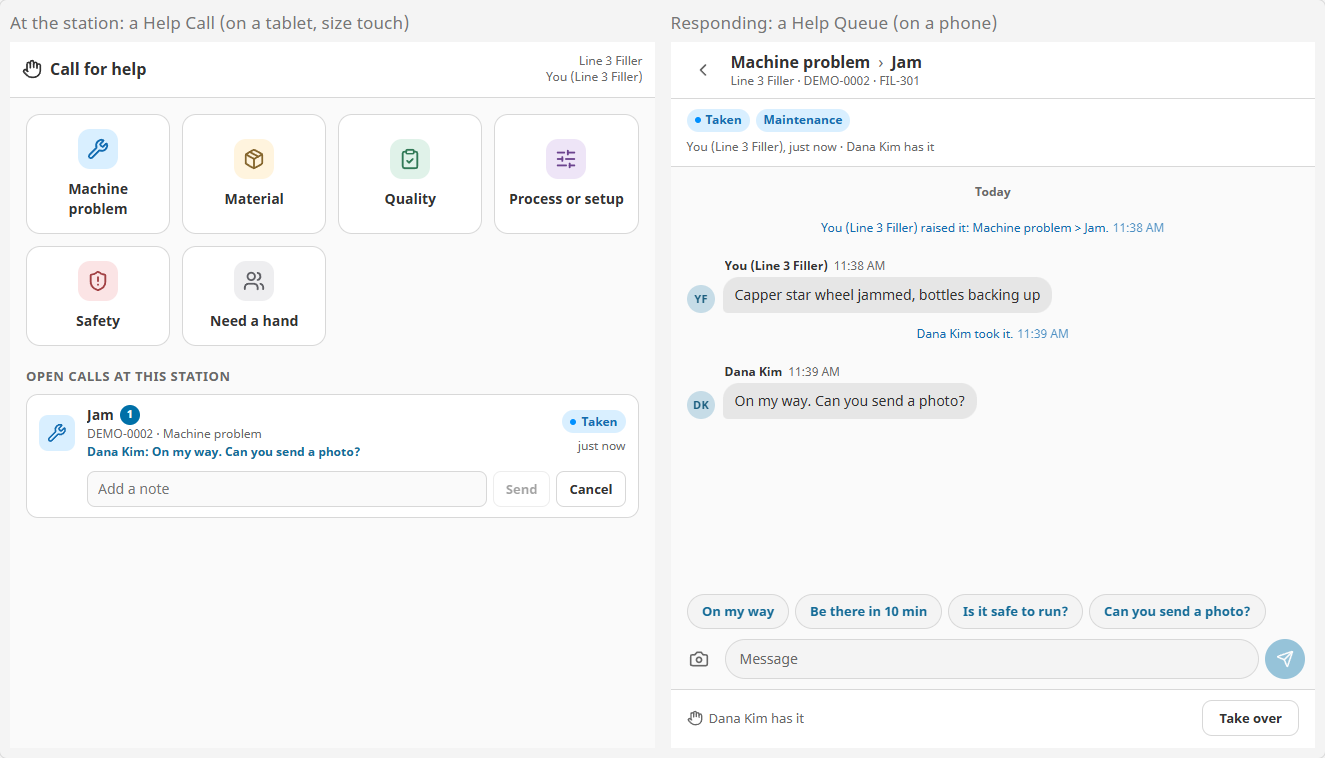 At the station: a Help Call (on a tablet, size touch)
Call for help
Line 3 Filler
You (Line 3 Filler)
Machine
problem
Material
Quality
Process or setup
Safety
Need a hand
OPEN CALLS AT THIS STATION
Jam 1
DEMO-0002 · Machine problem
Dana Kim: On my way. Can you send a photo?
Taken
just now
Add a note
Send
Cancel
Responding: a Help Queue (on a phone)
Machine problem › Jam
Line 3 Filler · DEMO-0002 · FIL-301
Taken
Maintenance
You (Line 3 Filler), just now · Dana Kim has it
Today
You (Line 3 Filler) raised it: Machine problem > Jam. 11:38 AM
You (Line 3 Filler) 11:38 AM
YF
Capper star wheel jammed, bottles backing up
Dana Kim took it. 11:39 AM
Dana Kim 11:39 AM
DK
On my way. Can you send a photo?
On my way
Be there in 10 min
Is it safe to run?
Can you send a photo?
Message
Dana Kim has it
Take over